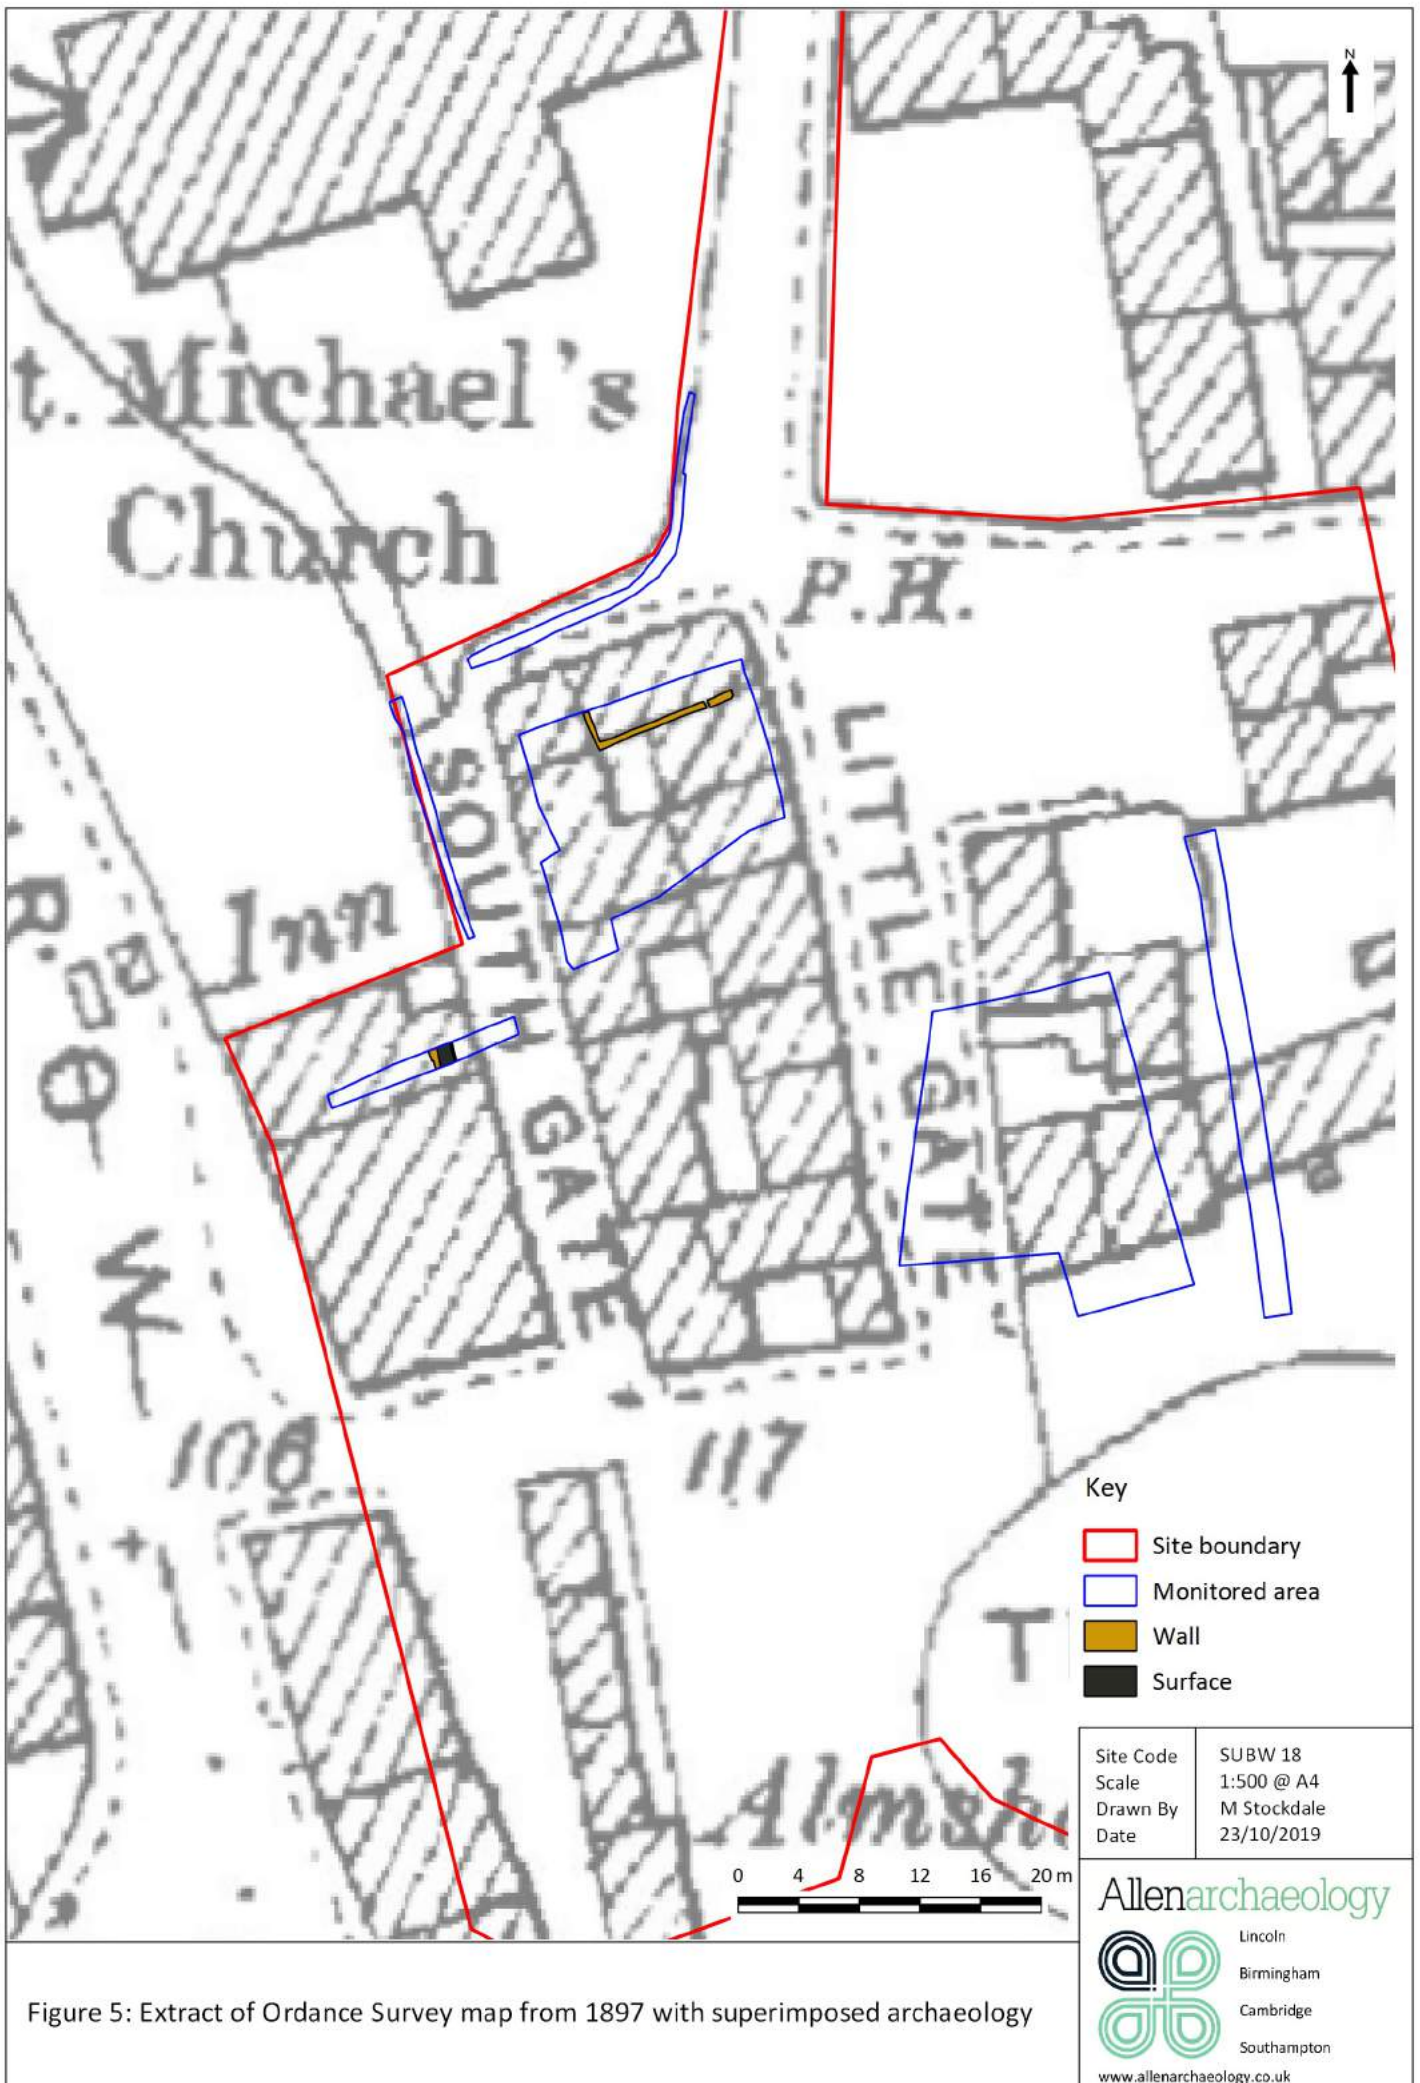 N
t. Michael's
Church
P.H.
SOUTH GATE
LITTLE GATE
Inn
R.
W
106
117
T
Almsh
Key
Site boundary
Monitored area
Wall
Surface
0 4 8 12 16 20 m
Site Code SUBW 18
Scale 1:500 @ A4
Drawn By M Stockdale
Date 23/10/2019
Allenarchaeology
Lincoln
Birmingham
Cambridge
Southampton
www.allenarchaeology.co.uk
Figure 5: Extract of Ordance Survey map from 1897 with superimposed archaeology